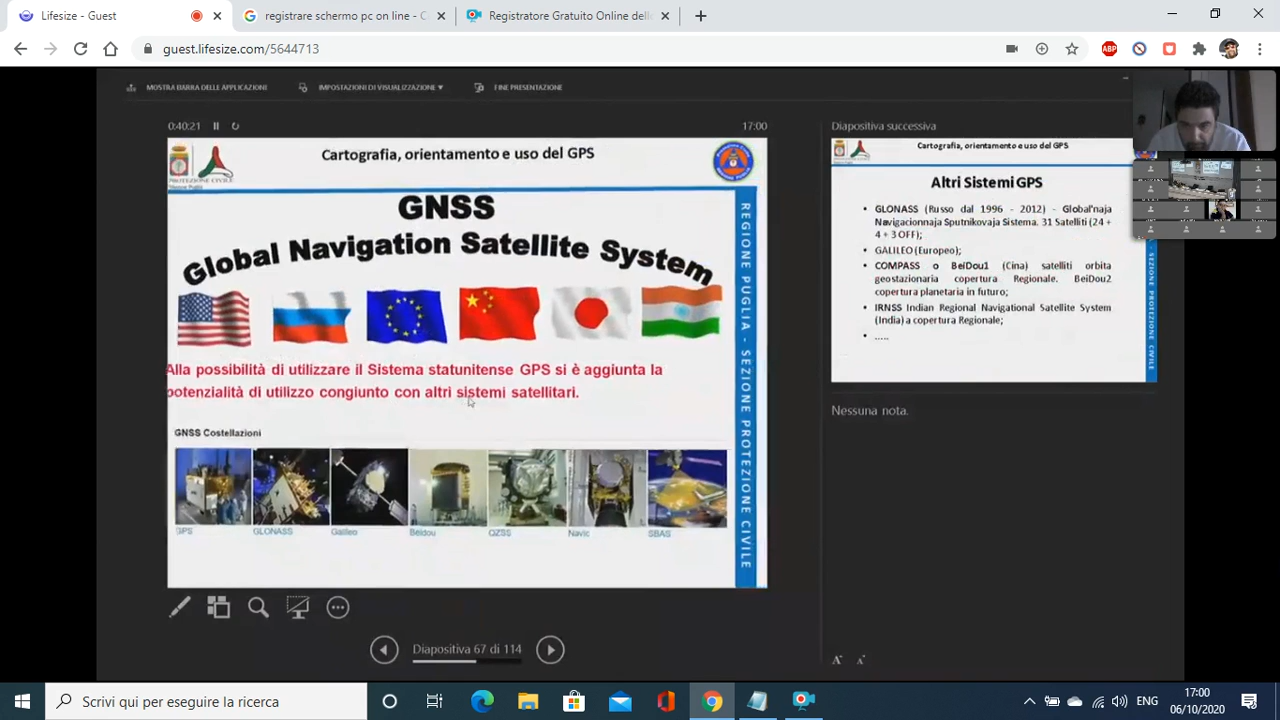 Lifesize - Guest
registrare schermo pc on line - C
Registratore Gratuito Online dell
guest.lifesize.com/5644713
ABP
MOSTRA BARRA DELLE APPLICAZIONI
IMPOSTAZIONI DI VISUALIZZAZIONE
FINE PRESENTAZIONE
0:40:21
17:00
Cartografia, orientamento e uso del GPS
PROTEZIONE CIVILE
GNSS
Global Navigation Satellite System
Alla possibilità di utilizzare il Sistema statunitense GPS si è aggiunta la
potenzialità di utilizzo congiunto con altri sistemi satellitari.
GNSS Costellazioni
GPS
GLONASS
Galileo
Beidou
QZSS
Navic
SBAS
REGIONE PUGLIA - SEZIONE PROTEZIONE CIVILE
Diapositiva 67 di 114
Diapositiva successiva
Cartografia, orientamento e uso del GPS
Altri Sistemi GPS
• GLONASS (Russo dal 1996 - 2012) - Global'naja
Navigacionnaja Sputnikovaja Sistema. 31 Satelliti (24 +
4 + 3 OFF);
• GALILEO (Europeo);
• COMPASS o BeiDou1 (Cina) satelliti orbita
geostazionaria copertura Regionale. BeiDou2
copertura planetaria in futuro;
• IRNSS Indian Regional Navigational Satellite System
(India) a copertura Regionale;
• .....
SEZIONE PROTEZIONE CIVILE
Nessuna nota.
A A
Scrivi qui per eseguire la ricerca
ENG
17:00
06/10/2020